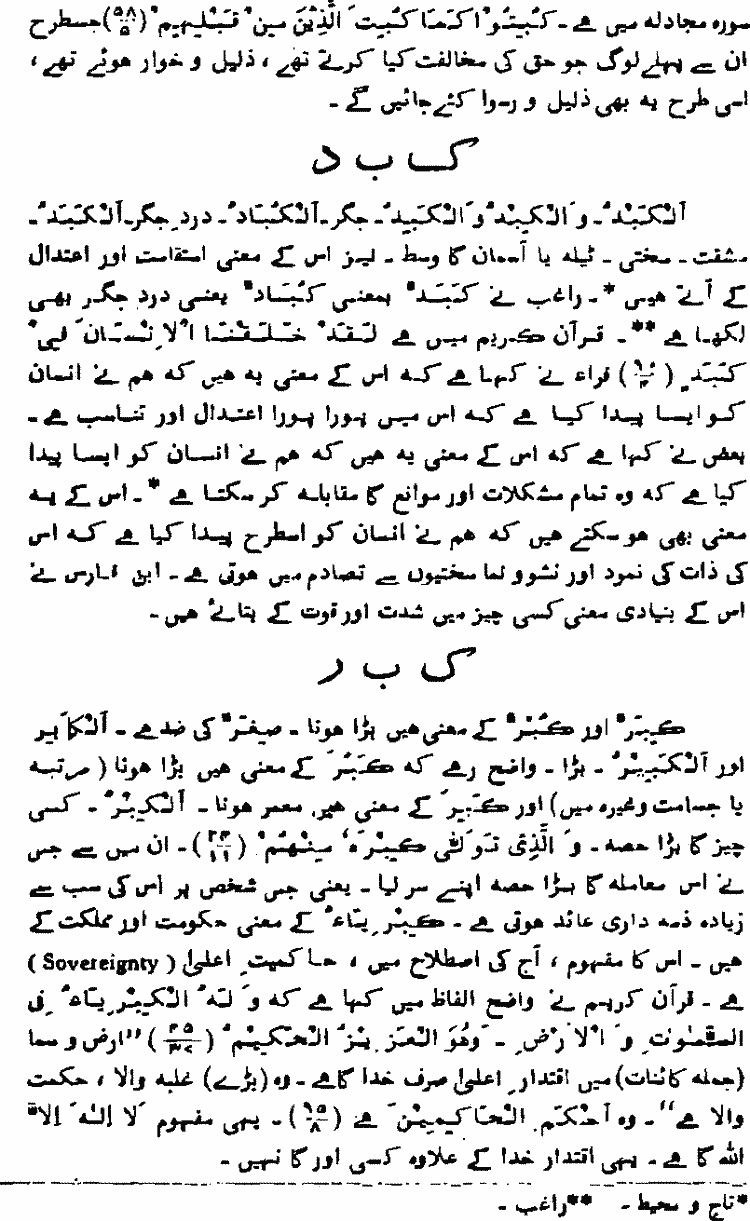 سورہ مجادلہ میں ہے ۔ کُبِتُوْا کَمَا کُبِتَ الَّذِیْنَ مِنْ قَبْلِہِمْ (۵۸/۵) جسطرح
ان سے پہلے لوگ جو حق کی مخالفت کیا کرتے تھے ، ذلیل و خوار ہوئے تھے ،
اسی طرح یہ بھی ذلیل و رسوا کئے جائیں گے ۔
ک ب د
اَلْکَبْدُ ۔ وَ الْکِبْدُ وَ الْکَبِدُ ۔ جگر ۔ اَلْکُبَادُ ۔ دردِ جگر ۔ اَلْکَبَدُ ۔
مشقت ۔ سختی ۔ ٹیلہ یا آسمان کا وسط ۔ نیز اس کے معنی استقامت اور اعتدال
کے آتے ہیں * ۔ راغب نے کَبَدٌ بمعنی کُبَادٌ یعنی درد جگر بھی
لکھا ہے ** ۔ قرآن کریم میں ہے لَقَدْ خَلَقْنَا الْاِنْسَانَ فِیْ
کَبَدٍ (۹۰/۴) فراء نے کہا ہے کہ اس کے معنی یہ ہیں کہ ہم نے انسان
کو ایسا پیدا کیا ہے کہ اس میں پورا پورا اعتدال اور تناسب ہے ۔
بعض نے کہا ہے کہ اس کے معنی یہ ہیں کہ ہم نے انسان کو ایسا پیدا
کیا ہے کہ وہ تمام مشکلات اور موانع کا مقابلہ کر سکتا ہے * ۔ اس کے یہ
معنی بھی ہو سکتے ہیں کہ ہم نے انسان کو اسطرح پیدا کیا ہے کہ اس
کی ذات کی نمود اور نشو و نما سختیوں سے تصادم میں ہوتی ہے ۔ ابن فارس نے
اس کے بنیادی معنی کسی چیز میں شدت اور قوت کے بتائے ہیں ۔
ک ب ر
کِبَرٌ اور کُبْرٌ کے معنی ہیں بڑا ہونا ۔ صِغَرٌ کی ضد ہے ۔ اَلْکَابِر
اور اَلْکَبِیْرُ ۔ بڑا ۔ واضح رہے کہ کَبُرَ کے معنی ہیں بڑا ہونا ( مرتبہ
یا جسامت وغیرہ میں) اور کَبِرَ کے معنی ہیں معمر ہونا ۔ اَلْکِبْرُ ۔ کسی
چیز کا بڑا حصہ ۔ وَ الَّذِیْ تَوَلّٰی کِبْرَہٗ مِنْھُمْ (۲۴/۱۱) ۔ ان میں سے جس
نے اس معاملہ کا بڑا حصہ اپنے سر لیا ۔ یعنی جس شخص پر اس کی سب سے
زیادہ ذمہ داری عائد ہوتی ہے ۔ کِبْرِیَاءُ کے معنی حکومت اور مملکت کے
ہیں ۔ اس کا مفہوم ، آج کی اصطلاح میں ، حاکمیتِ اعلیٰ ( Sovereignty )
ہے ۔ قرآن کریم نے واضح الفاظ میں کہا ہے کہ وَ لَہُ الْکِبْرِیَاءُ فِی
السَّمٰوٰتِ وَ الْاَرْضِ ۔ وَھُوَ الْعَزِیْزُ الْحَکِیْمُ (۴۵/۳۷) ”ارض و سما
(جملہ کائنات) میں اقتدارِ اعلیٰ صرف خدا کا ہے ۔ وہ (بڑے) غلبہ والا ، حکمت
والا ہے“ ۔ وہ اَحْکَمِ الْحَاکِمِیْنَ ہے (۹۵/۸) ۔ یہی مفہوم لَا اِلٰہَ اِلَّا
اللہ کا ہے ۔ یہی اقتدار خدا کے علاوہ کسی اور کا نہیں ۔
*تاج و محیط ۔ **راغب ۔